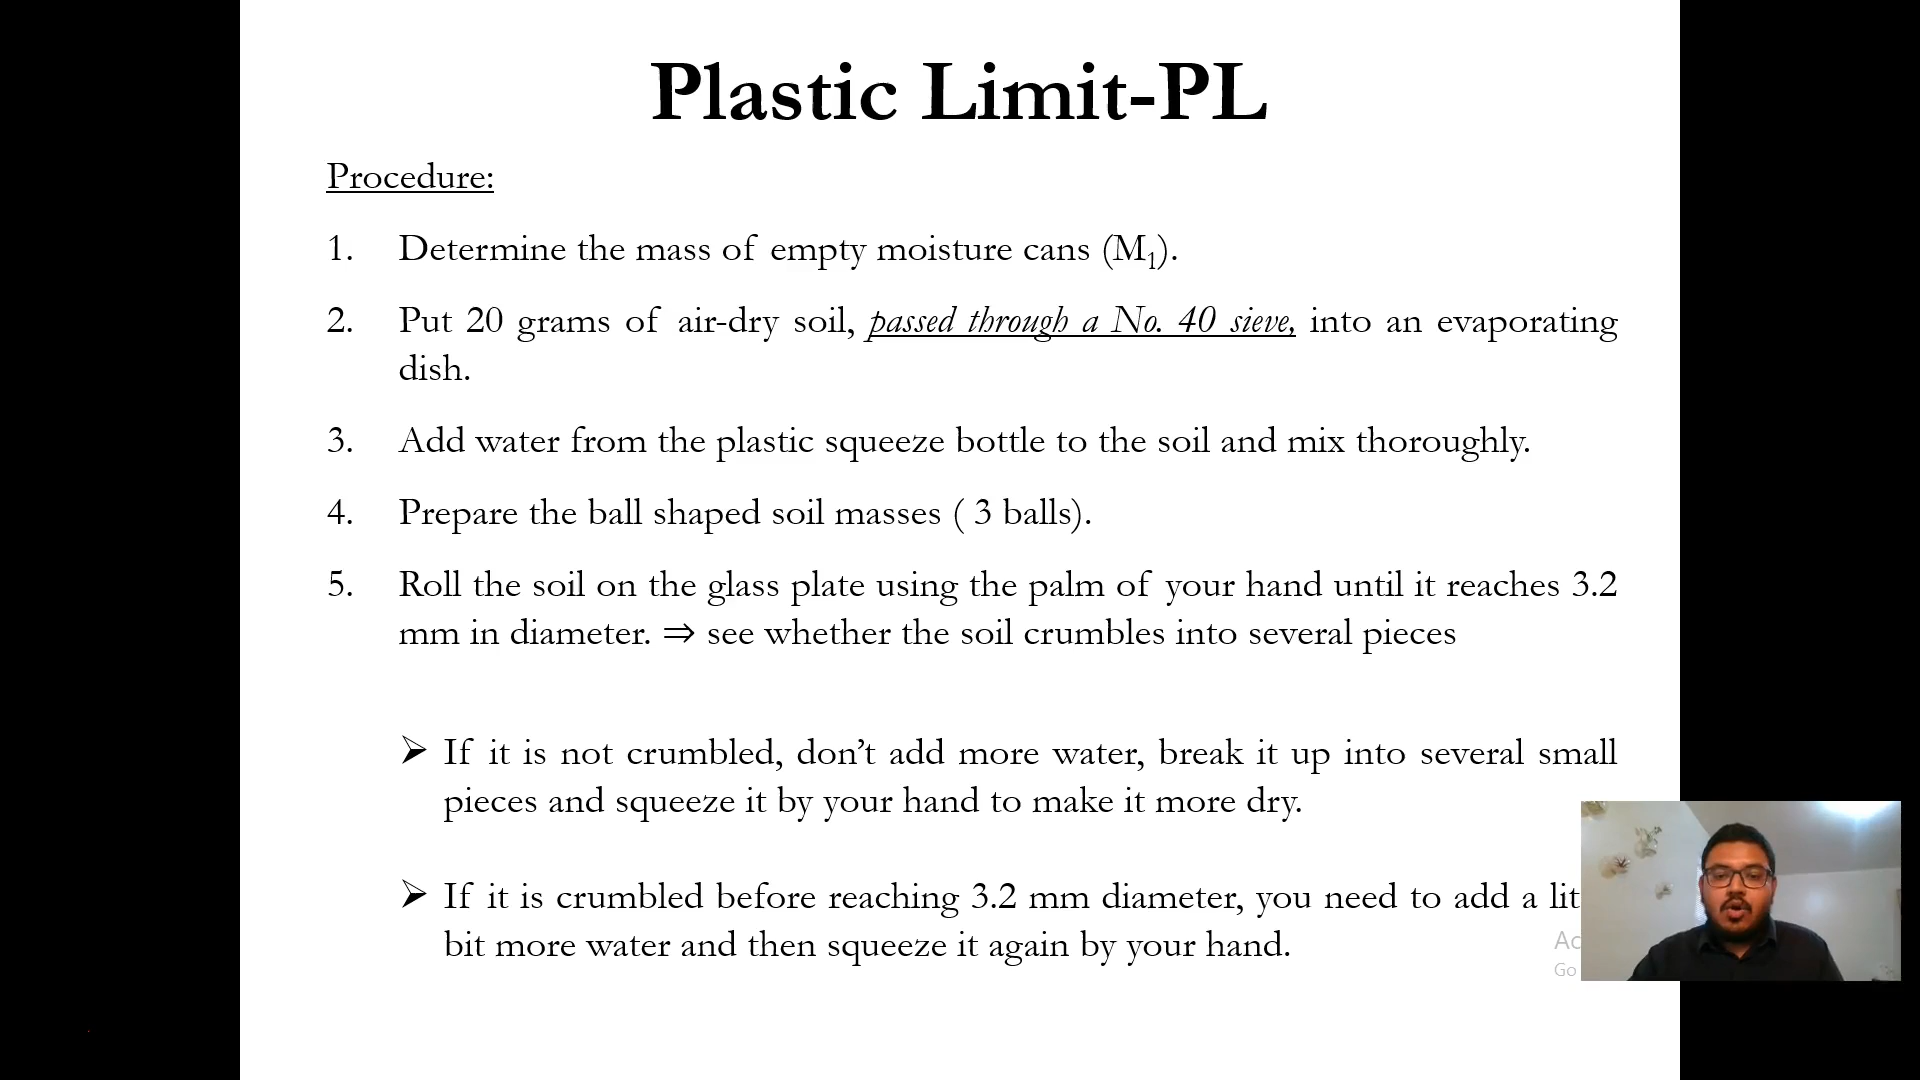 Plastic Limit-PL
Procedure:
1. Determine the mass of empty moisture cans (M₁).
2. Put 20 grams of air-dry soil, passed through a No. 40 sieve, into an evaporating
dish.
3. Add water from the plastic squeeze bottle to the soil and mix thoroughly.
4. Prepare the ball shaped soil masses ( 3 balls).
5. Roll the soil on the glass plate using the palm of your hand until it reaches 3.2
mm in diameter. ⇒ see whether the soil crumbles into several pieces
➢ If it is not crumbled, don’t add more water, break it up into several small
pieces and squeeze it by your hand to make it more dry.
➢ If it is crumbled before reaching 3.2 mm diameter, you need to add a
bit more water and then squeeze it again by your hand.
Go